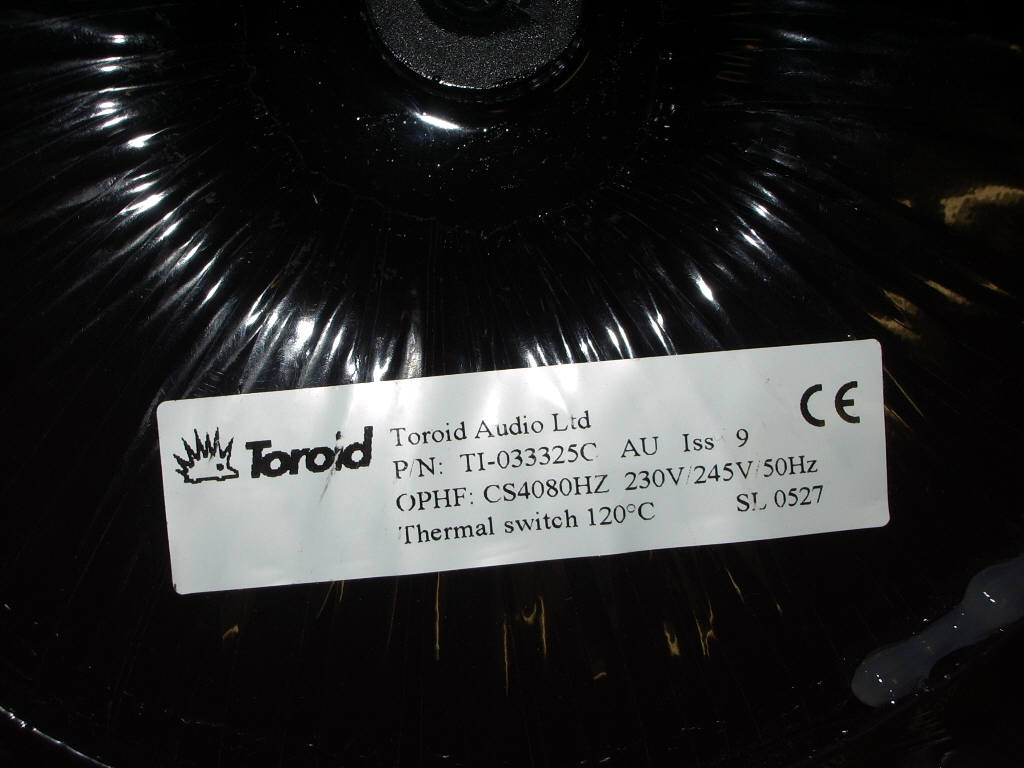 Toroid
Toroid Audio Ltd
P/N: TI-033325C AU Iss 9
OPHF: CS4080HZ 230V/245V/50Hz
Thermal switch 120°C SL 0527
CE